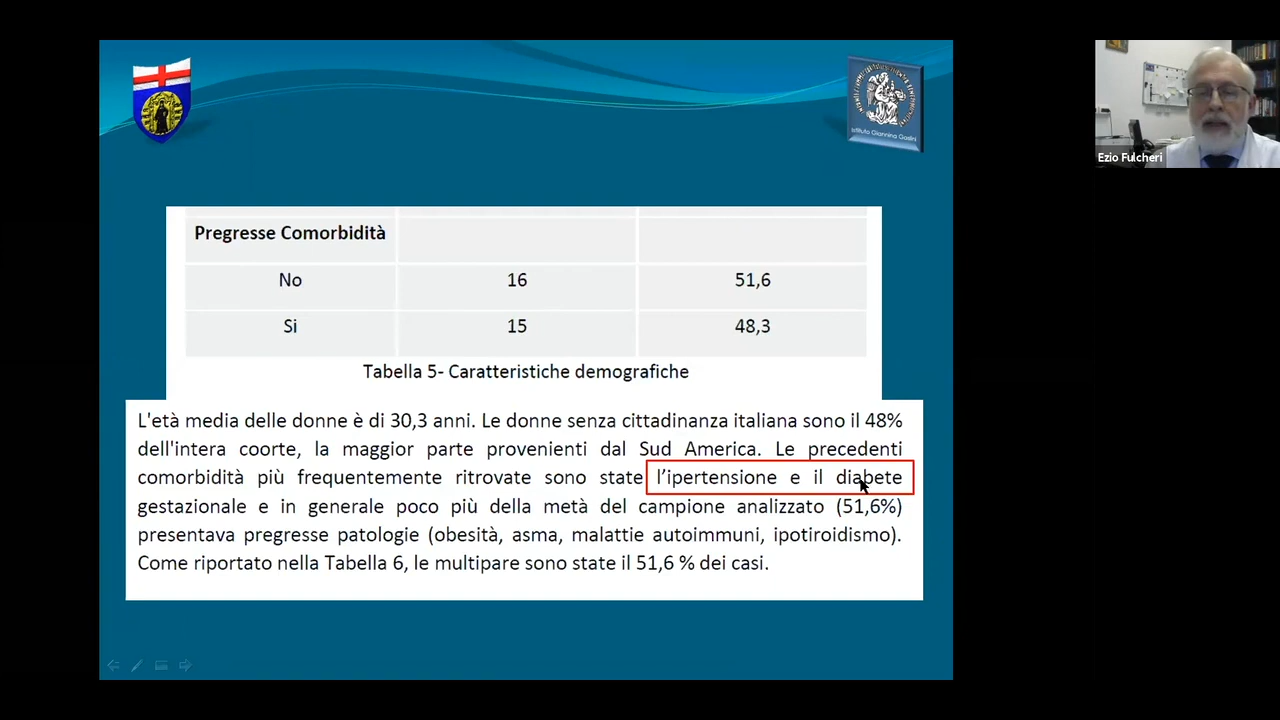 Istituto Giannina Gaslini
Ezio Fulcheri
Pregresse Comorbidità
No 16 51,6
Si 15 48,3
Tabella 5- Caratteristiche demografiche
L'età media delle donne è di 30,3 anni. Le donne senza cittadinanza italiana sono il 48%
dell'intera coorte, la maggior parte provenienti dal Sud America. Le precedenti
comorbidità più frequentemente ritrovate sono state l’ipertensione e il diabete
gestazionale e in generale poco più della metà del campione analizzato (51,6%)
presentava pregresse patologie (obesità, asma, malattie autoimmuni, ipotiroidismo).
Come riportato nella Tabella 6, le multipare sono state il 51,6 % dei casi.